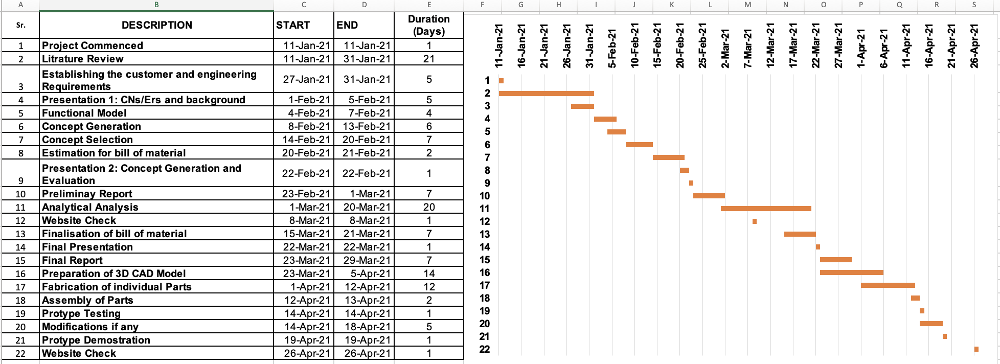 A B C D E F G H I J K L M N O P Q R S
Sr. DESCRIPTION START END Duration (Days)
1 Project Commenced 11-Jan-21 11-Jan-21 1
2 Litrature Review 11-Jan-21 31-Jan-21 21
Establishing the customer and engineering
3 Requirements 27-Jan-21 31-Jan-21 5
4 Presentation 1: CNs/Ers and background 1-Feb-21 5-Feb-21 5
5 Functional Model 4-Feb-21 7-Feb-21 4
6 Concept Generation 8-Feb-21 13-Feb-21 6
7 Concept Selection 14-Feb-21 20-Feb-21 7
8 Estimation for bill of material 20-Feb-21 21-Feb-21 2
Presentation 2: Concept Generation and
9 Evaluation 22-Feb-21 22-Feb-21 1
10 Preliminay Report 23-Feb-21 1-Mar-21 7
11 Analytical Analysis 1-Mar-21 20-Mar-21 20
12 Website Check 8-Mar-21 8-Mar-21 1
13 Finalisation of bill of material 15-Mar-21 21-Mar-21 7
14 Final Presentation 22-Mar-21 22-Mar-21 1
15 Final Report 23-Mar-21 29-Mar-21 7
16 Preparation of 3D CAD Model 23-Mar-21 5-Apr-21 14
17 Fabrication of individual Parts 1-Apr-21 12-Apr-21 12
18 Assembly of Parts 12-Apr-21 13-Apr-21 2
19 Protype Testing 14-Apr-21 14-Apr-21 1
20 Modifications if any 14-Apr-21 18-Apr-21 5
21 Protype Demostration 19-Apr-21 19-Apr-21 1
22 Website Check 26-Apr-21 26-Apr-21 1
11-Jan-21
16-Jan-21
21-Jan-21
26-Jan-21
31-Jan-21
5-Feb-21
10-Feb-21
15-Feb-21
20-Feb-21
25-Feb-21
2-Mar-21
7-Mar-21
12-Mar-21
17-Mar-21
22-Mar-21
27-Mar-21
1-Apr-21
6-Apr-21
11-Apr-21
16-Apr-21
21-Apr-21
26-Apr-21
1
2
3
4
5
6
7
8
9
10
11
12
13
14
15
16
17
18
19
20
21
22